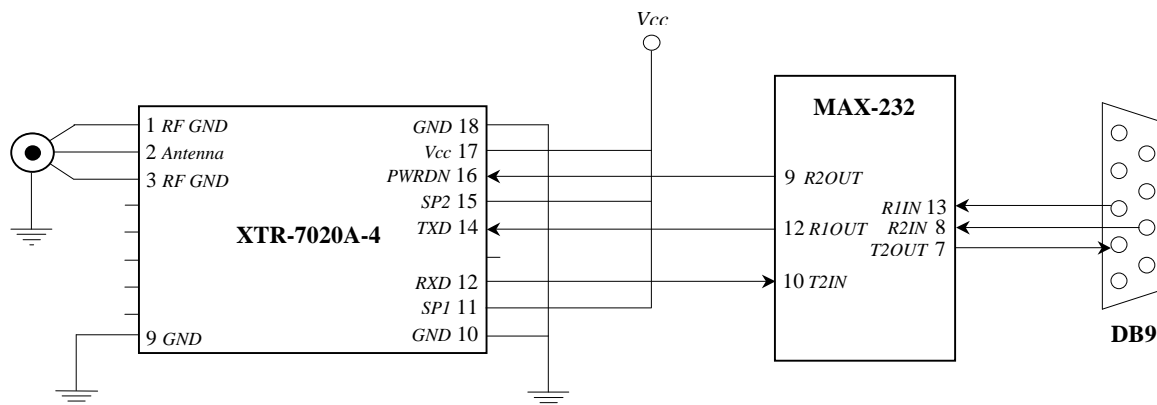 Vcc
XTR-7020A-4
1 RF GND
2 Antenna
3 RF GND
9 GND
GND 18
Vcc 17
PWRDN 16
SP2 15
TXD 14
RXD 12
SP1 11
GND 10
MAX-232
9 R2OUT
12 R1OUT
10 T2IN
R1IN 13
R2IN 8
T2OUT 7
DB9